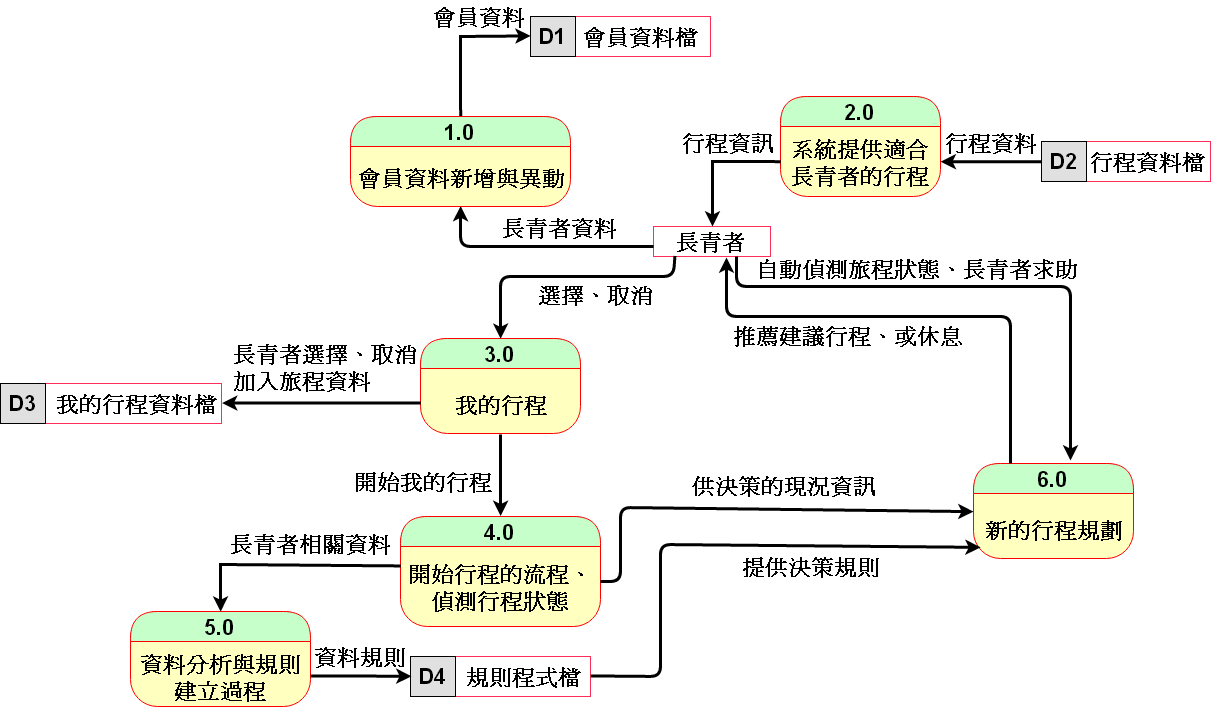 會員資料
D1 會員資料檔
1.0
會員資料新增與異動
2.0
系統提供適合
長青者的行程
行程資訊
行程資料
D2 行程資料檔
長青者資料
長青者
自動偵測旅程狀態、長青者求助
選擇、取消
推薦建議行程、或休息
3.0
我的行程
長青者選擇、取消
加入旅程資料
D3 我的行程資料檔
開始我的行程
供決策的現況資訊
6.0
新的行程規劃
4.0
開始行程的流程、
偵測行程狀態
長青者相關資料
提供決策規則
5.0
資料分析與規則
建立過程
資料規則
D4 規則程式檔